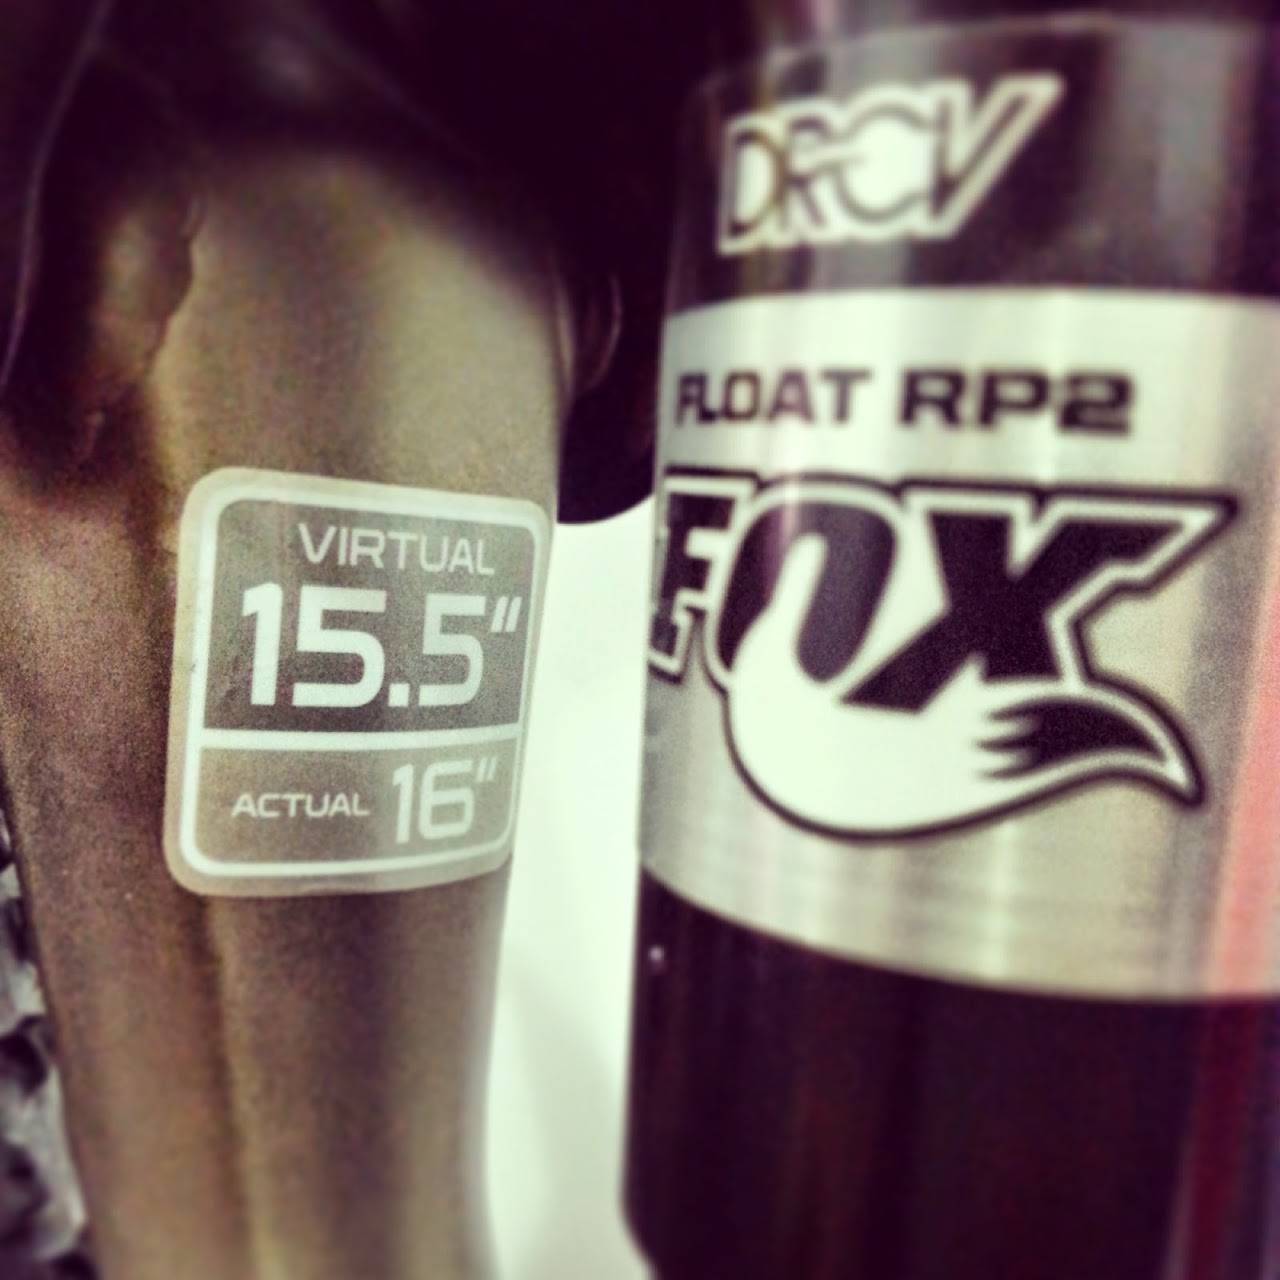 VIRTUAL
15.5"
ACTUAL 16"
DRCV
FLOAT RP2
FOX